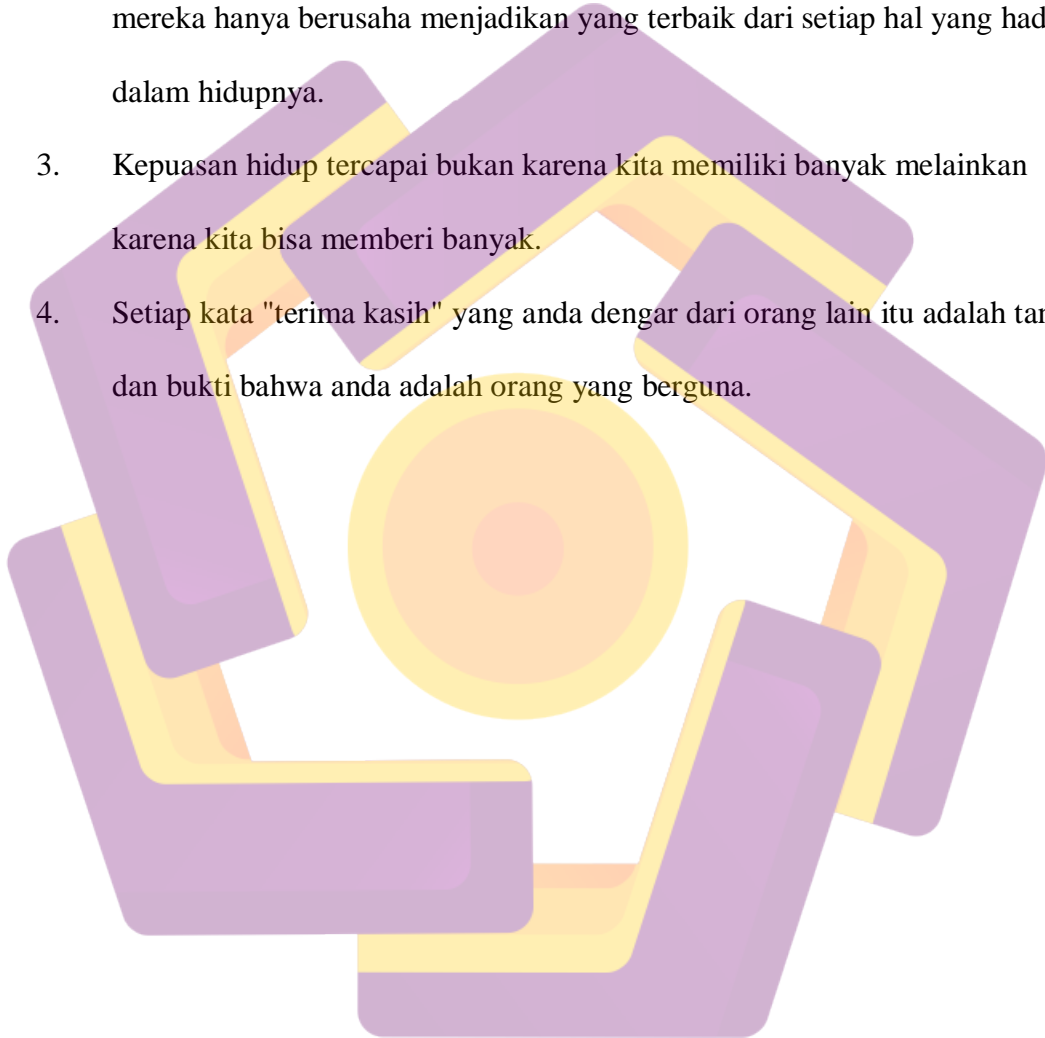 mereka hanya berusaha menjadikan yang terbaik dari setiap hal yang had
dalam hidupnya.
3. Kepuasan hidup tercapai bukan karena kita memiliki banyak melainkan
karena kita bisa memberi banyak.
4. Setiap kata "terima kasih" yang anda dengar dari orang lain itu adalah tan
dan bukti bahwa anda adalah orang yang berguna.